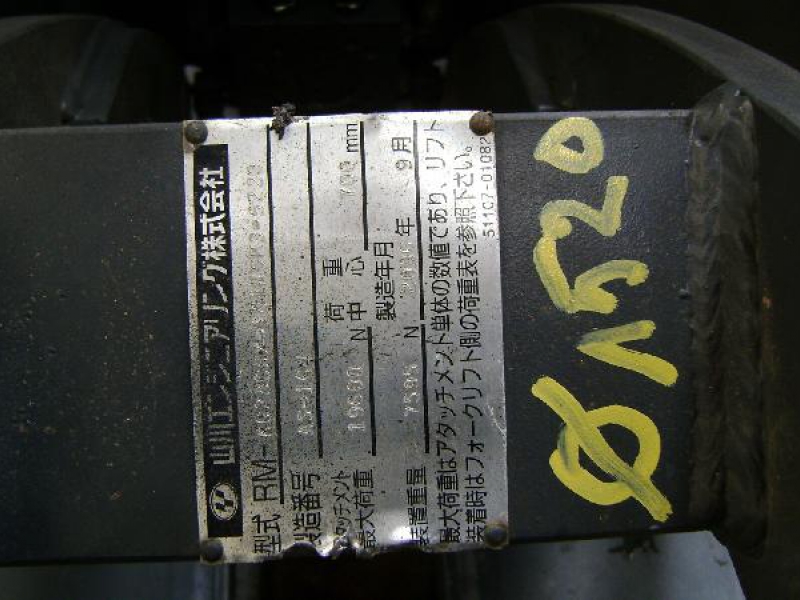 山川エンジニアリング株式会社
型式 RM-
製造番号
アタッチメント最大荷重 19600 N 荷重中心 700 mm
装置重量 N 製造年月 年 9月
最大荷重はアタッチメント単体の数値であり、リフト
装着時はフォークリフト側の荷重表を参照下さい。
511C7-01082
Ø1520